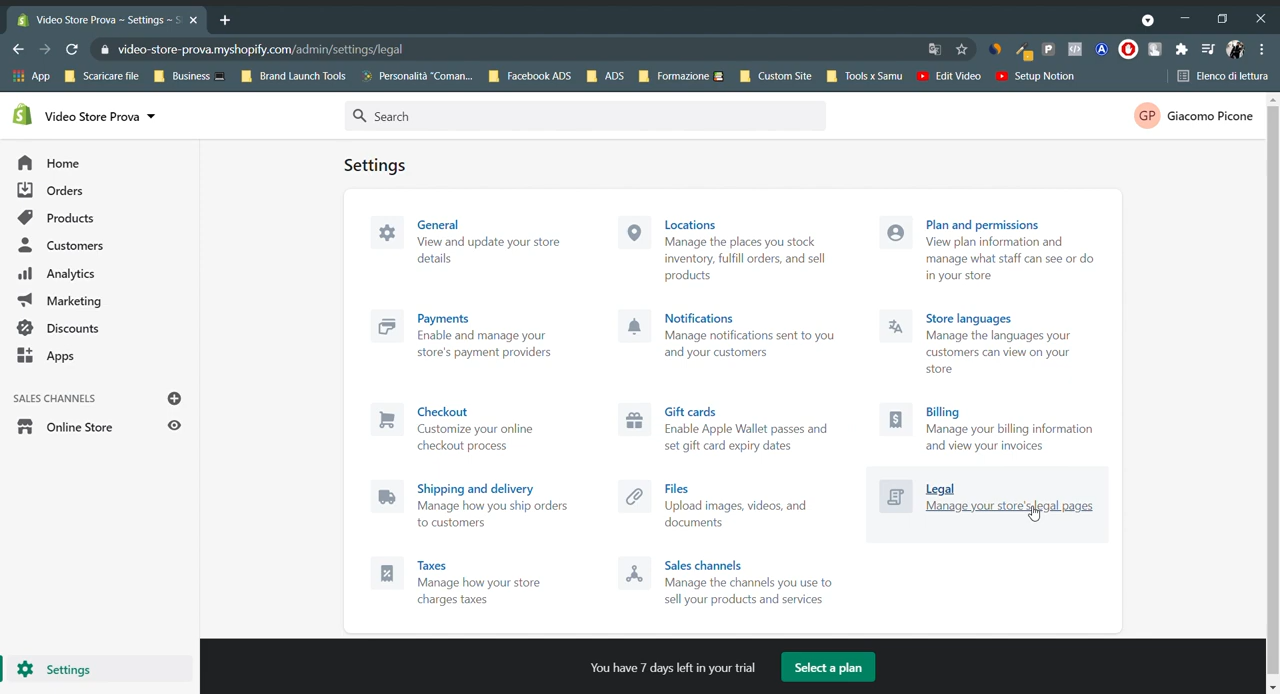 Video Store Prova ~ Settings ~ S
video-store-prova.myshopify.com/admin/settings/legal
App
Scaricare file
Business
Brand Launch Tools
Personalità "Coman...
Facebook ADS
ADS
Formazione
Custom Site
Tools x Samu
Edit Video
Setup Notion
Elenco di lettura
Video Store Prova
Search
GP
Giacomo Picone
Home
Orders
Products
Customers
Analytics
Marketing
Discounts
Apps
SALES CHANNELS
Online Store
Settings
Settings
General
View and update your store
details
Locations
Manage the places you stock
inventory, fulfill orders, and sell
products
Plan and permissions
View plan information and
manage what staff can see or do
in your store
Payments
Enable and manage your
store's payment providers
Notifications
Manage notifications sent to you
and your customers
Store languages
Manage the languages your
customers can view on your
store
Checkout
Customize your online
checkout process
Gift cards
Enable Apple Wallet passes and
set gift card expiry dates
Billing
Manage your billing information
and view your invoices
Shipping and delivery
Manage how you ship orders
to customers
Files
Upload images, videos, and
documents
Legal
Manage your store's legal pages
Taxes
Manage how your store
charges taxes
Sales channels
Manage the channels you use to
sell your products and services
You have 7 days left in your trial
Select a plan